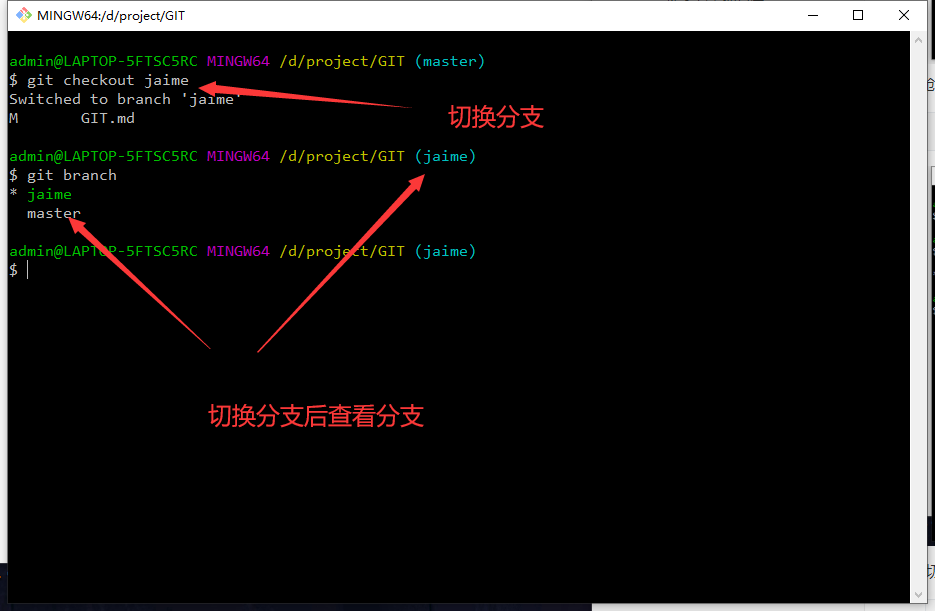 MINGW64:/d/project/GIT
admin@LAPTOP-5FTSC5RC MINGW64 /d/project/GIT (master)
$ git checkout jaime
Switched to branch 'jaime'
M       GIT.md
切换分支
admin@LAPTOP-5FTSC5RC MINGW64 /d/project/GIT (jaime)
$ git branch
* jaime
  master
admin@LAPTOP-5FTSC5RC MINGW64 /d/project/GIT (jaime)
$
切换分支后查看分支